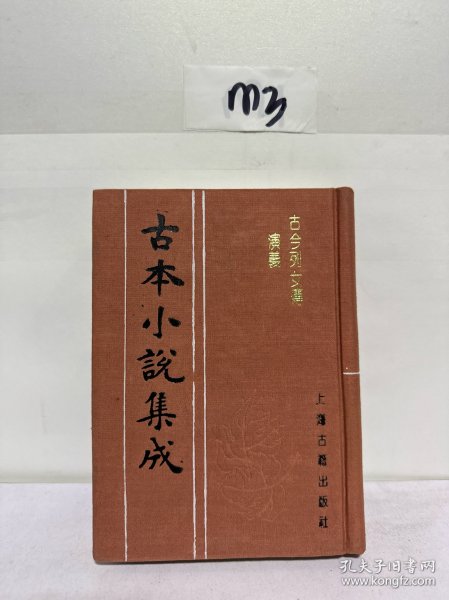 m3
古今列女傳
演義
古本小說集成
上海古籍出版社
孔夫子旧书网
www.kongfz.com